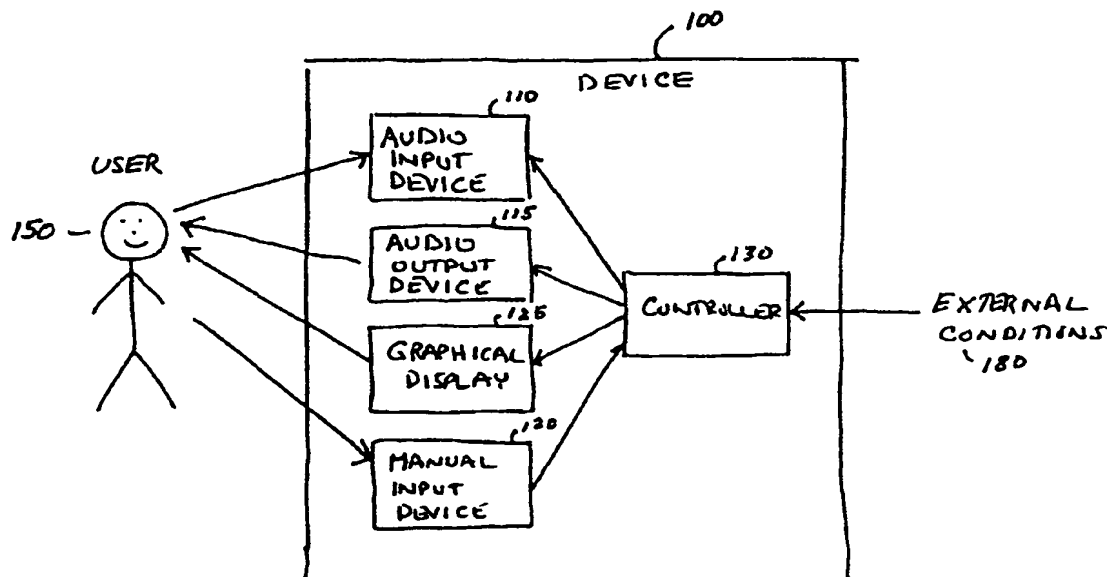 100
DEVICE
110
AUDIO
INPUT
DEVICE
USER
150
115
AUDIO
OUTPUT
DEVICE
130
CONTROLLER
EXTERNAL
CONDITIONS
180
125
GRAPHICAL
DISPLAY
120
MANUAL
INPUT
DEVICE